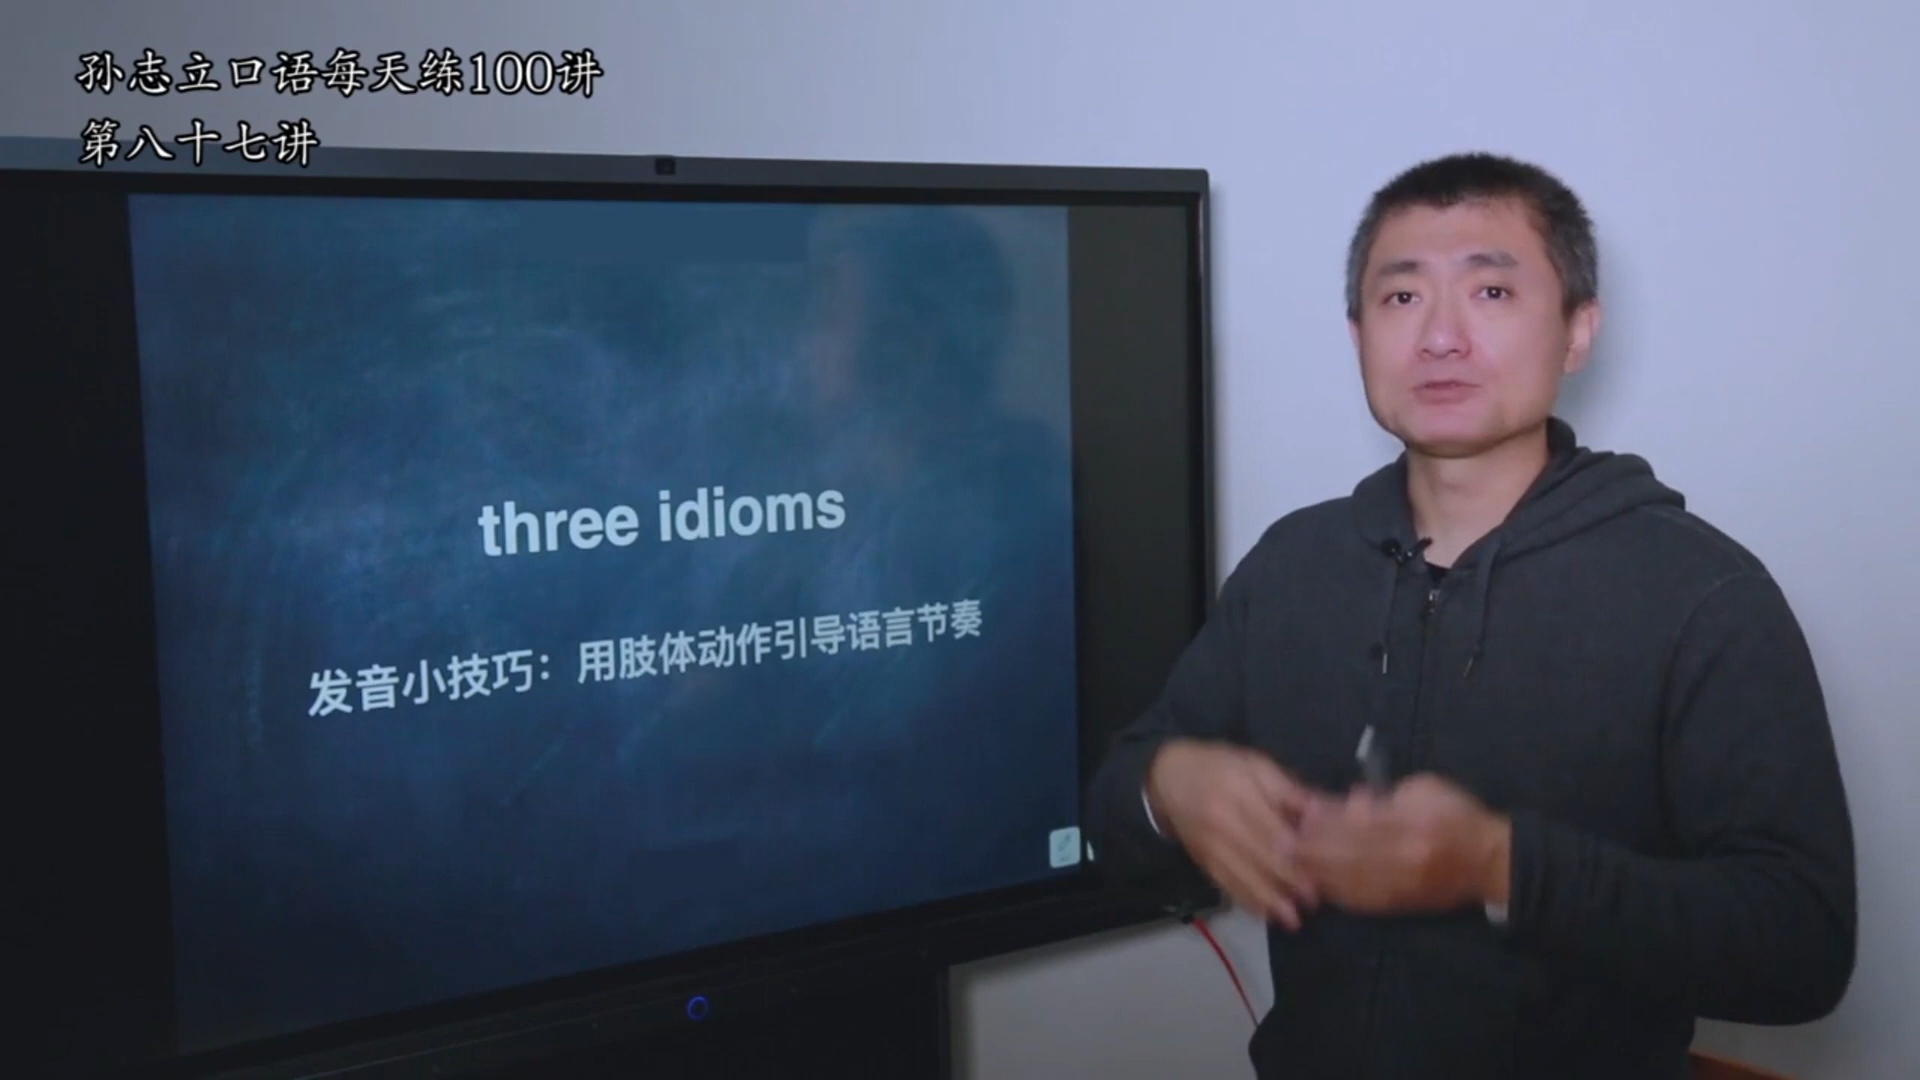 孙志立口语每天练100讲
第八十七讲
three idioms
发音小技巧：用肢体动作引导语言节奏